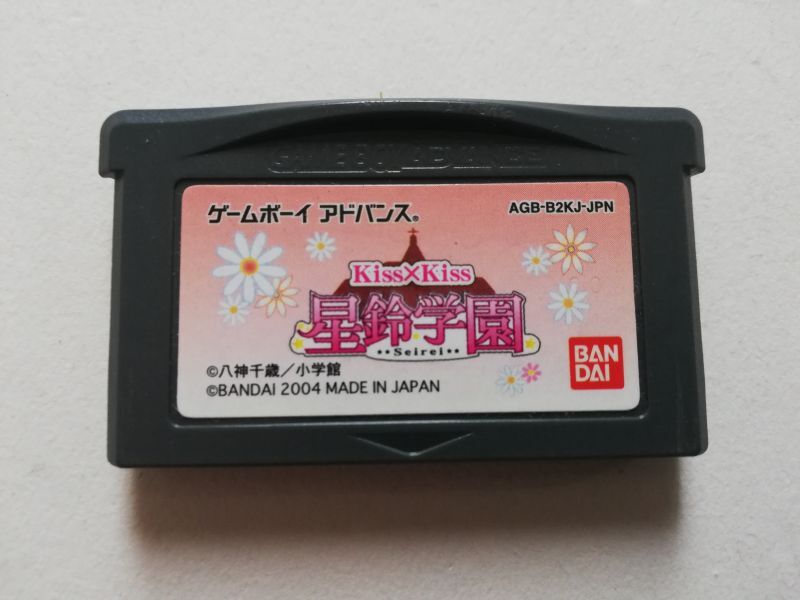 GAME BOY ADVANCE
ゲームボーイ アドバンス®
AGB-B2KJ-JPN
Kiss×Kiss
星鈴学園
**Seirei**
©八神千歳／小学館
©BANDAI 2004 MADE IN JAPAN
BAN
DAI